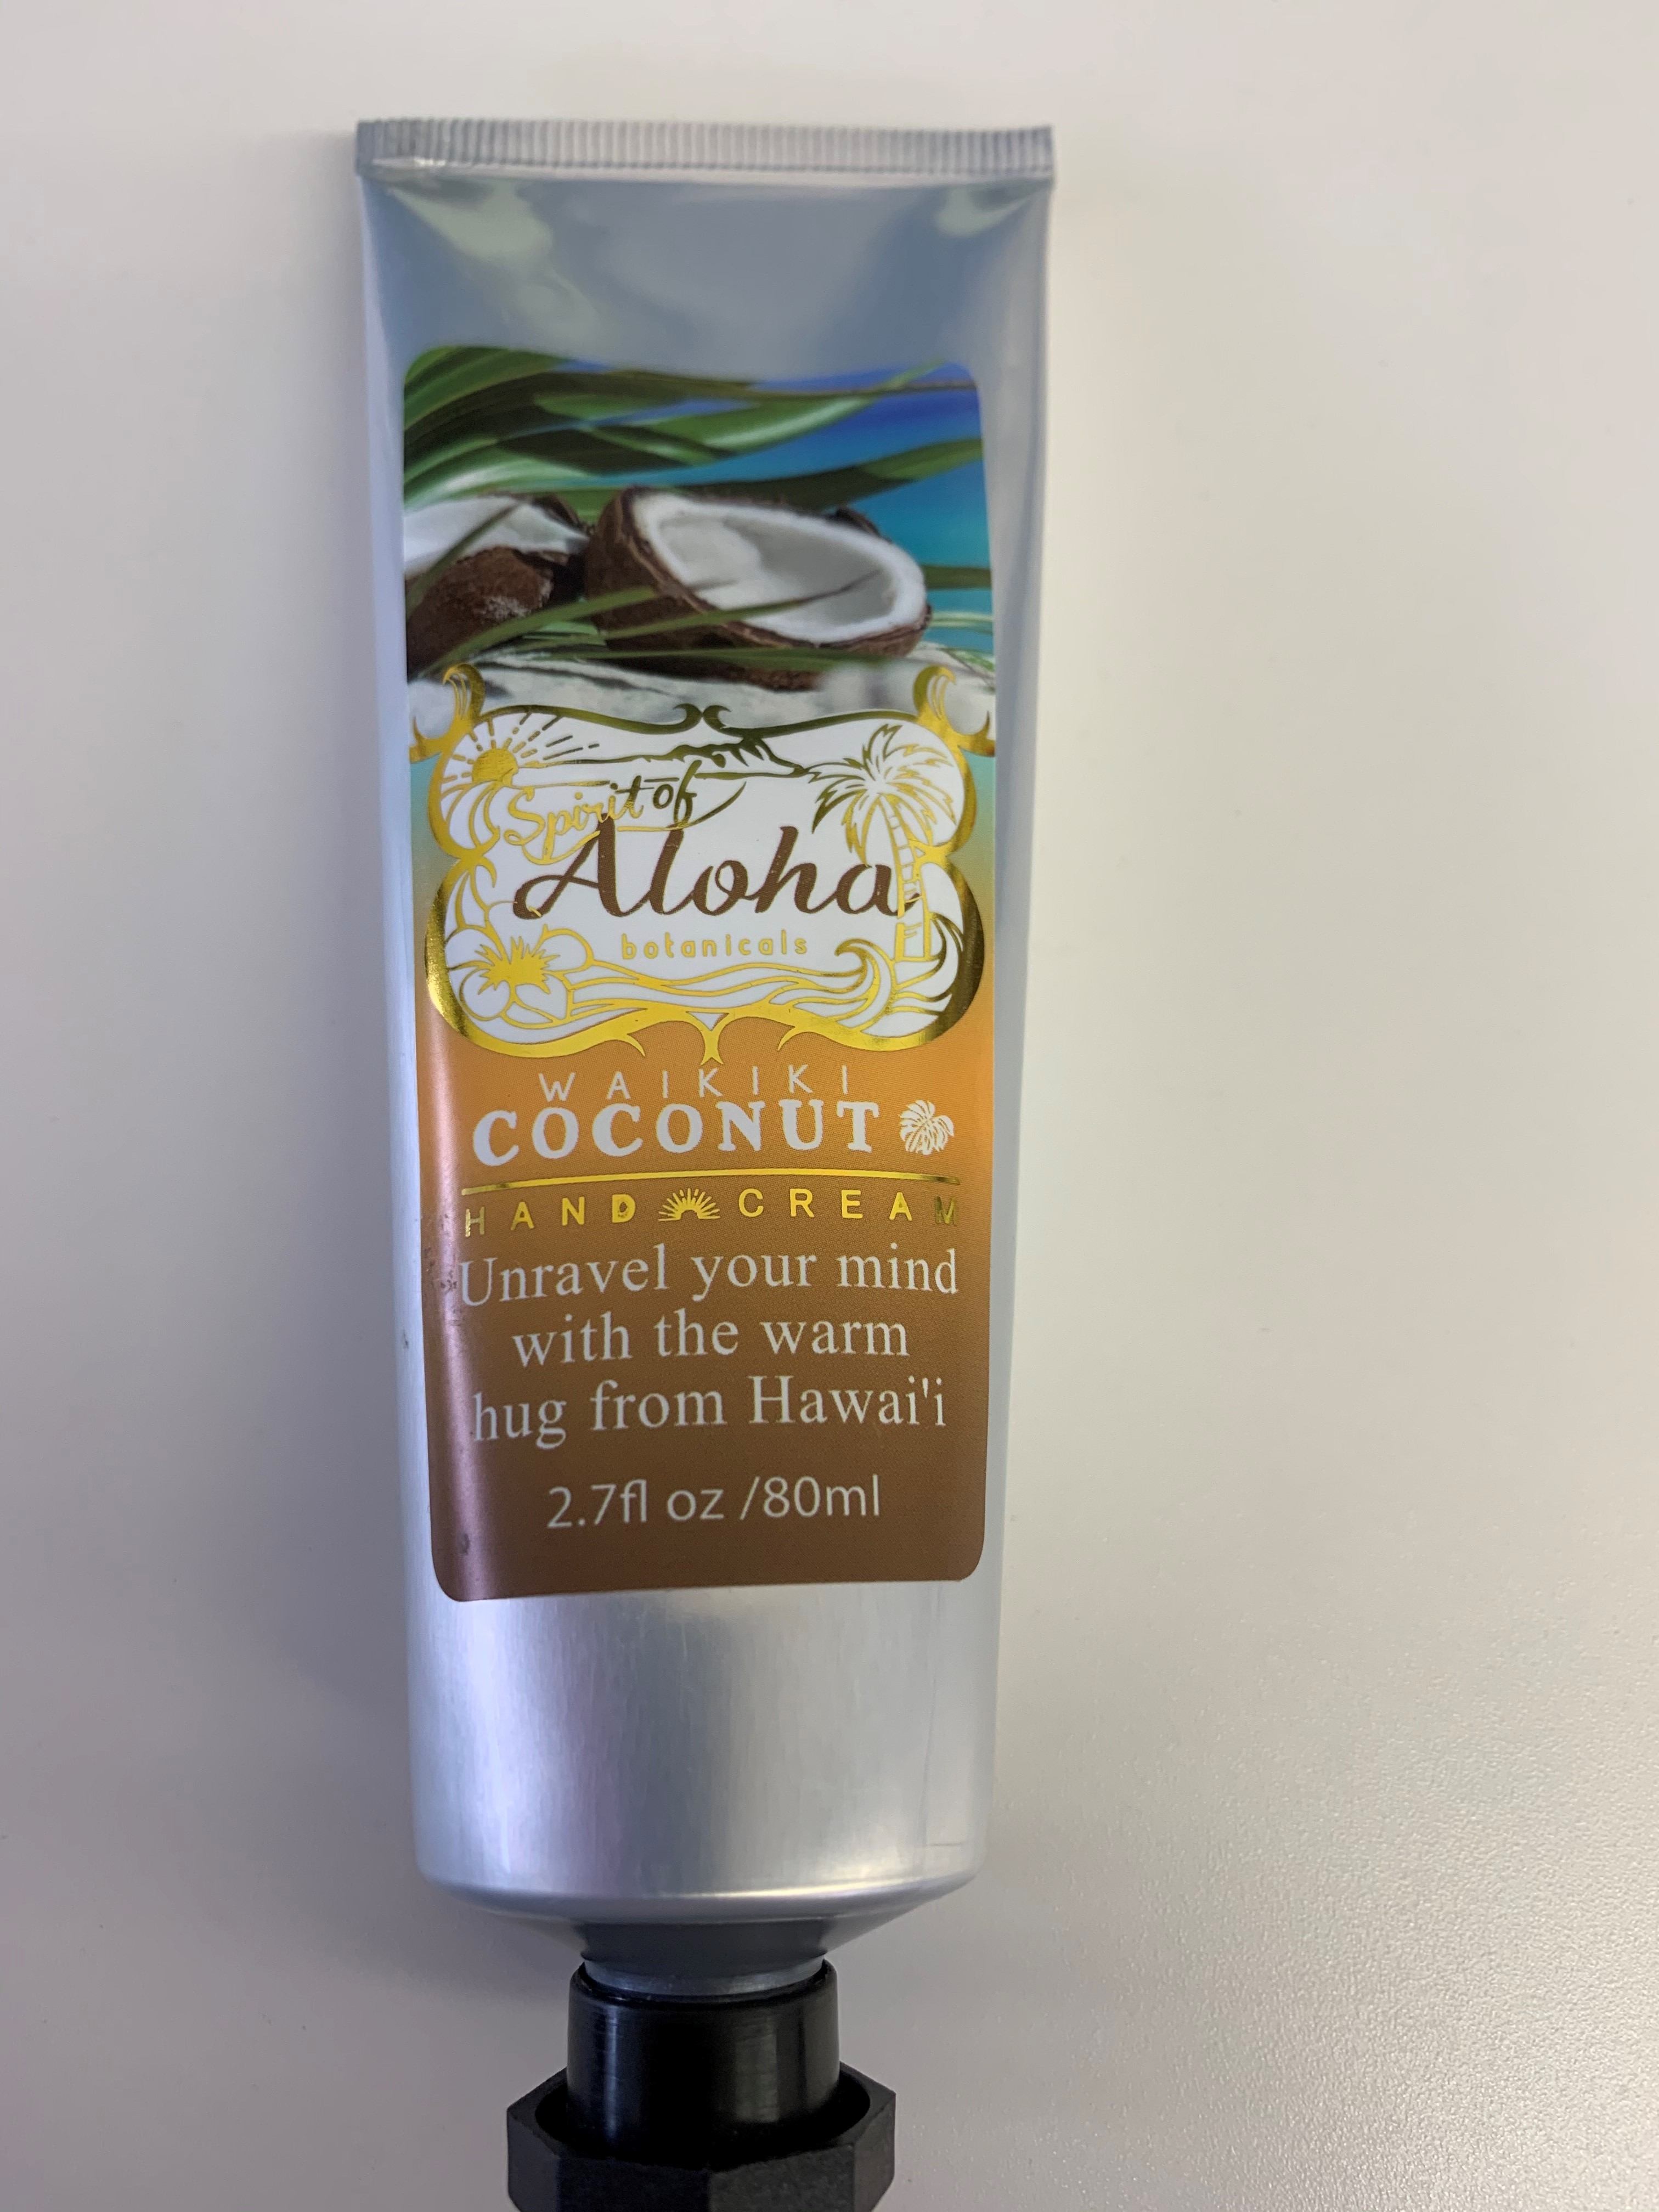 Spirit of
Aloha
botanicals
WAIKIKI
COCONUT
HAND CREAM
Unravel your mind
with the warm
hug from Hawai'i
2.7fl oz /80ml